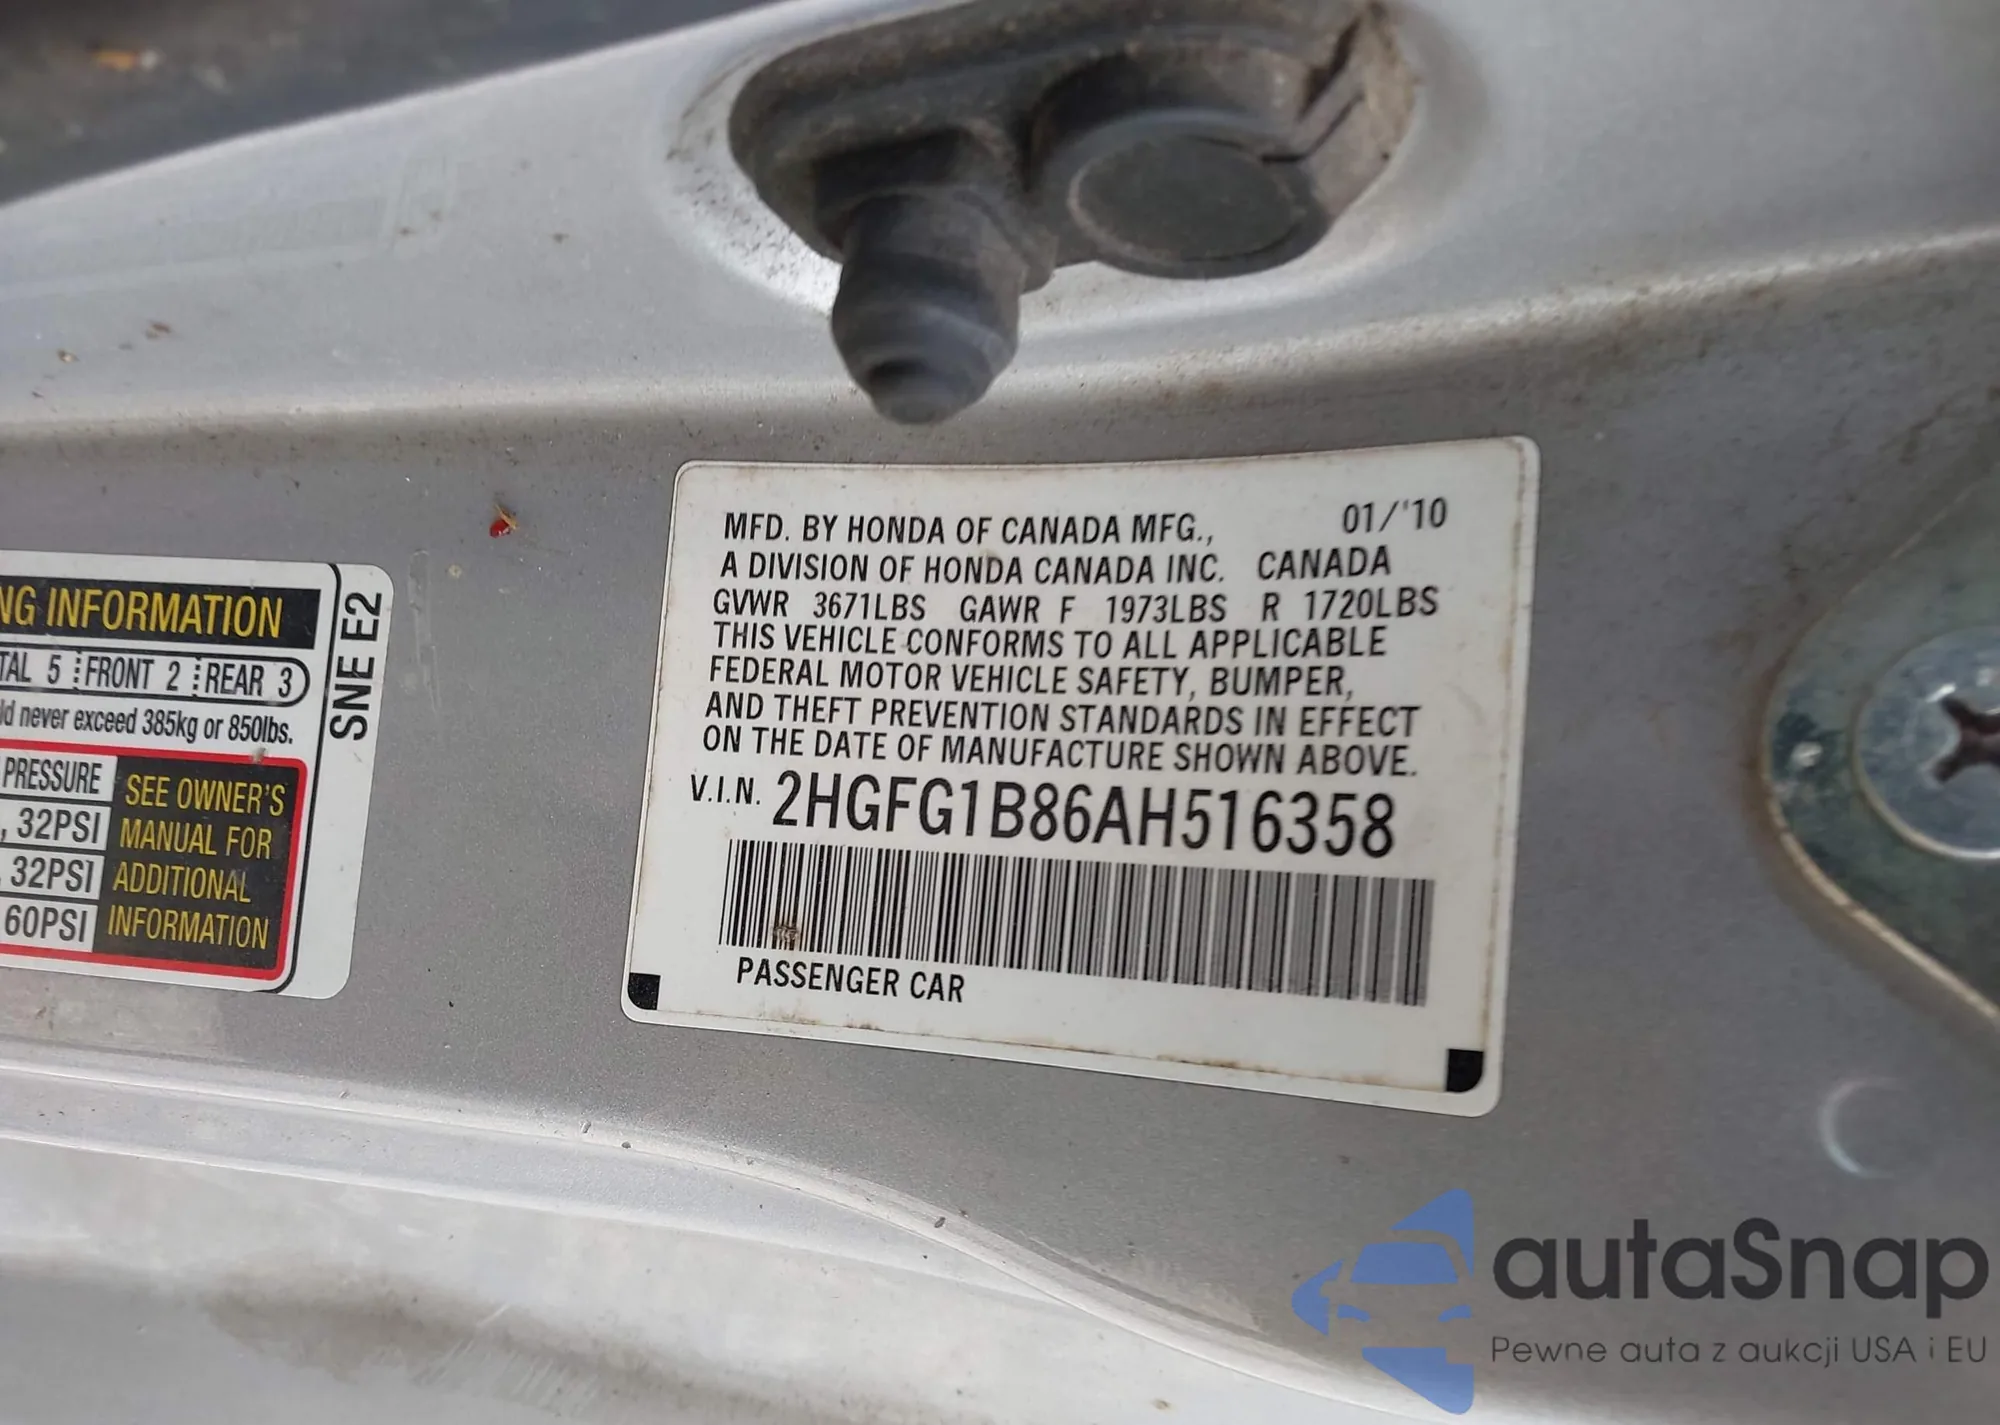 NG INFORMATION
TAL 5 FRONT 2 REAR 3
ld never exceed 385kg or 850lbs.
PRESSURE
, 32PSI
, 32PSI
60PSI
SEE OWNER'S
MANUAL FOR
ADDITIONAL
INFORMATION
SNE E2
MFD. BY HONDA OF CANADA MFG., 01/'10
A DIVISION OF HONDA CANADA INC. CANADA
GVWR 3671LBS GAWR F 1973LBS R 1720LBS
THIS VEHICLE CONFORMS TO ALL APPLICABLE
FEDERAL MOTOR VEHICLE SAFETY, BUMPER,
AND THEFT PREVENTION STANDARDS IN EFFECT
ON THE DATE OF MANUFACTURE SHOWN ABOVE.
V.I.N. 2HGFG1B86AH516358
PASSENGER CAR
autaSnap
Pewne auta z aukcji USA i EU